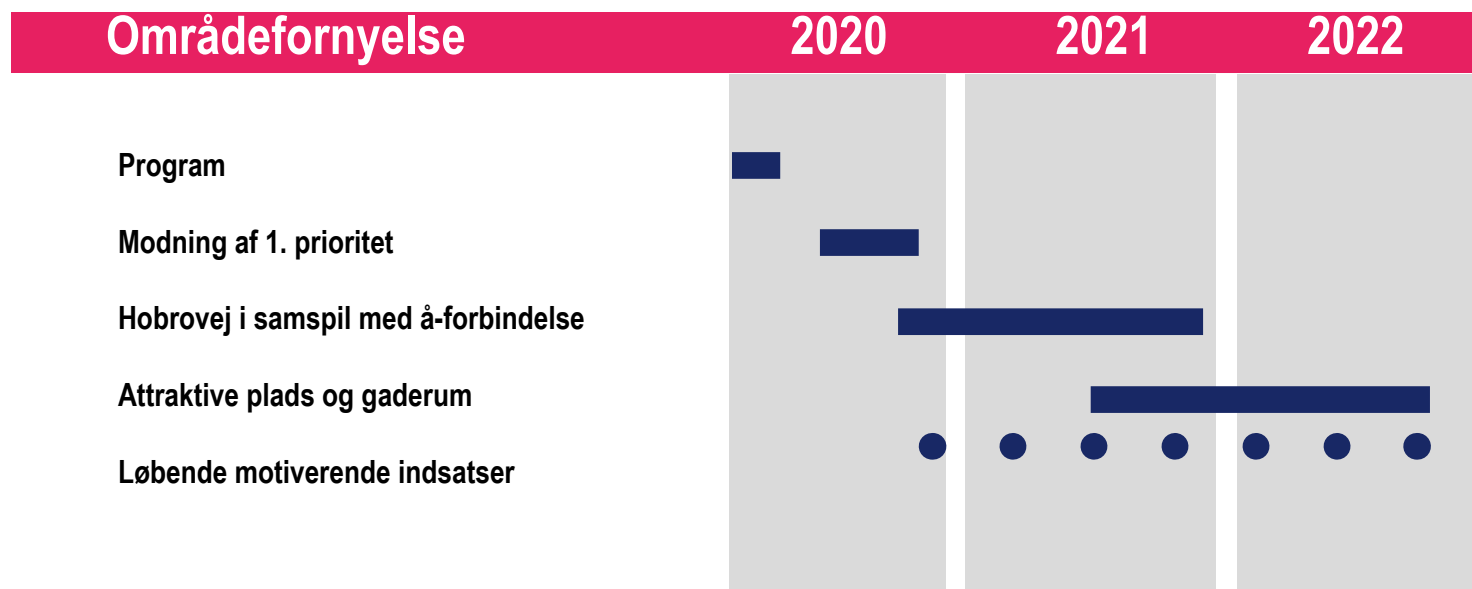 Områdefornyelse 2020 2021 2022
Program
Modning af 1. prioritet
Hobrovej i samspil med å-forbindelse
Attraktive plads og gaderum
Løbende motiverende indsatser